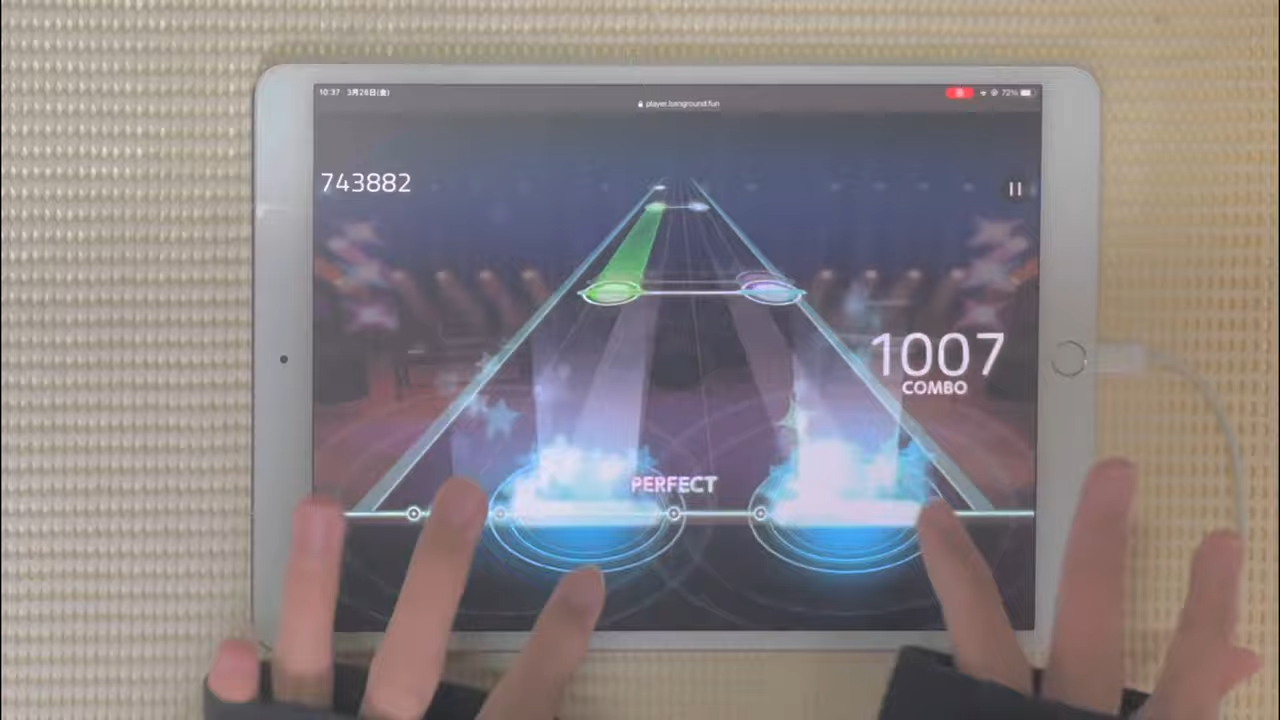 10:37 3月26日(金)
72%
player.banground.fun
743882
1007
COMBO
PERFECT